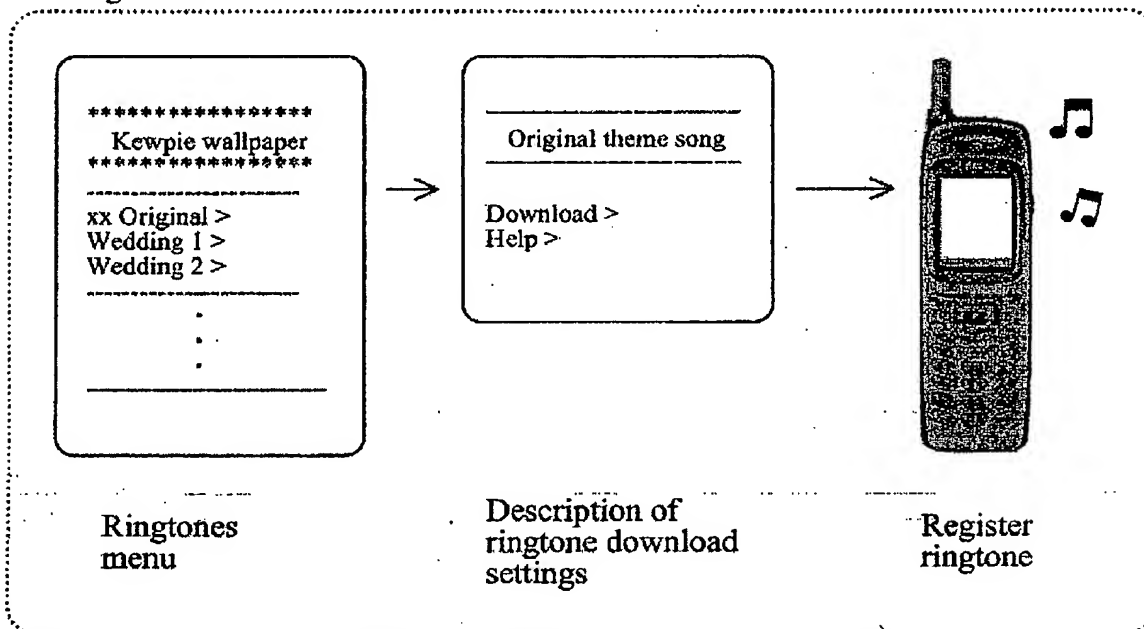 *****************
Kewpie wallpaper
*****************
xx Original >
Wedding 1 >
Wedding 2 >
Original theme song
Download >
Help >
Ringtones
menu
Description of
ringtone download
settings
Register
ringtone